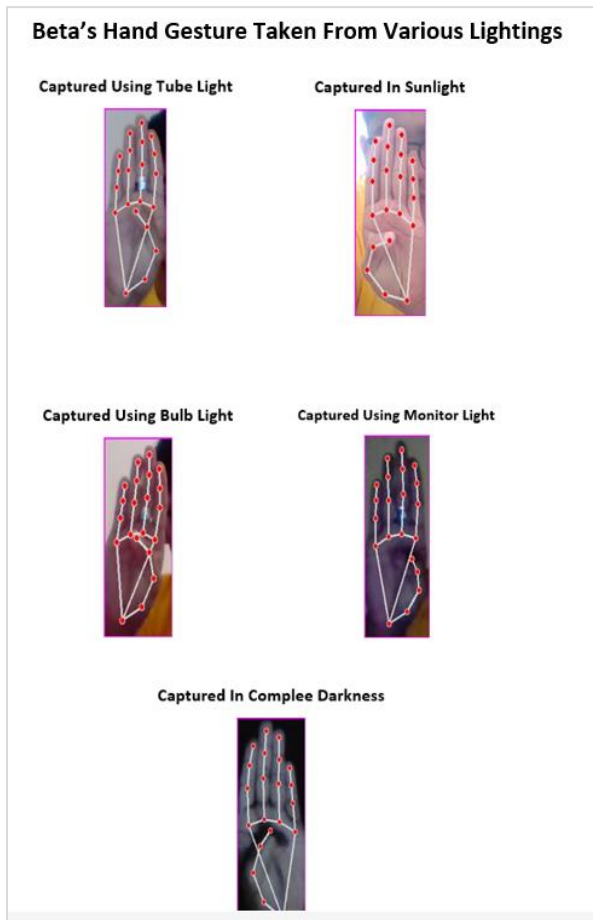 Beta's Hand Gesture Taken From Various Lightings
Captured Using Tube Light
Captured In Sunlight
Captured Using Bulb Light
Captured Using Monitor Light
Captured In Complee Darkness